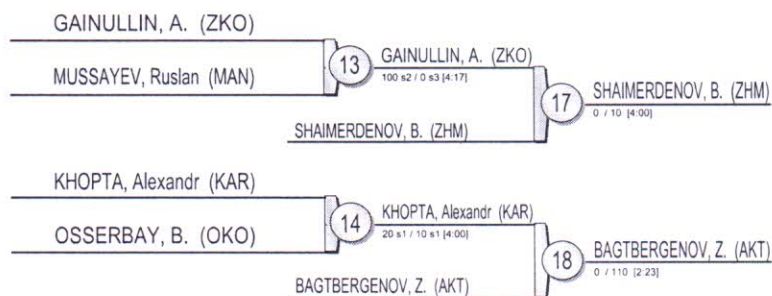 GAINULLIN, A. (ZKO)
MUSSAYEV, Ruslan (MAN)
13
GAINULLIN, A. (ZKO)
100 s2 / 0 s3 [4:17]
SHAIMERDENOV, B. (ZHM)
17
SHAIMERDENOV, B. (ZHM)
0 / 10 [4:00]
KHOPTA, Alexandr (KAR)
OSSERBAY, B. (OKO)
14
KHOPTA, Alexandr (KAR)
20 s1 / 10 s1 [4:00]
BAGTBERGENOV, Z. (AKT)
18
BAGTBERGENOV, Z. (AKT)
0 / 110 [2:23]